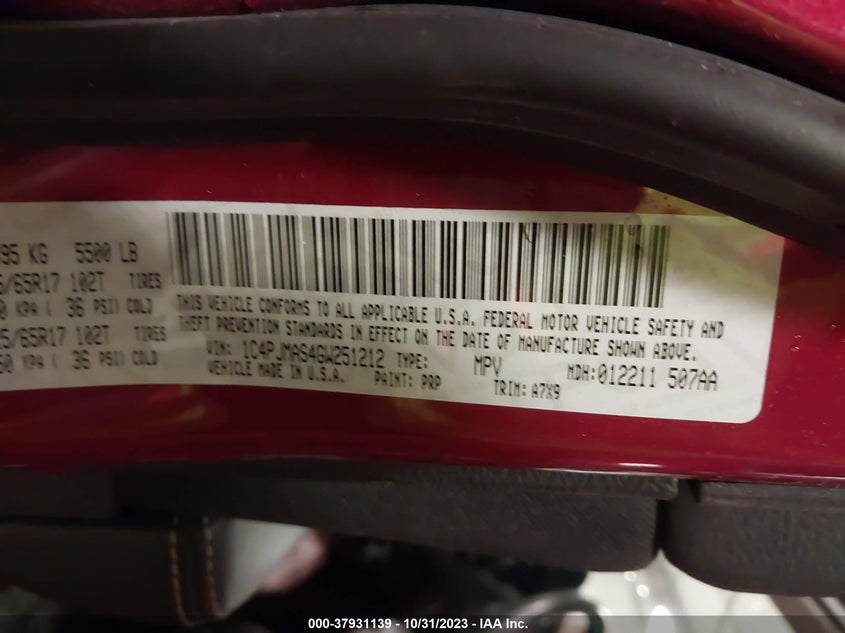 95 KG 5500 LB
/65R17 102T TIRES
0 KPA ( 36 PSI) COLD
5/65R17 102T TIRES
50 KPA ( 36 PSI) COLD
THIS VEHICLE CONFORMS TO ALL APPLICABLE U.S.A. FEDERAL MOTOR VEHICLE SAFETY AND
THEFT PREVENTION STANDARDS IN EFFECT ON THE DATE OF MANUFACTURE SHOWN ABOVE.
VIN: 1C4PJMAS4GW251212 TYPE: MPV MDH:012211 507AA
VEHICLE MADE IN U.S.A. PAINT: PRP TRIM: A7X9
000-37931139 - 10/31/2023 - IAA Inc.